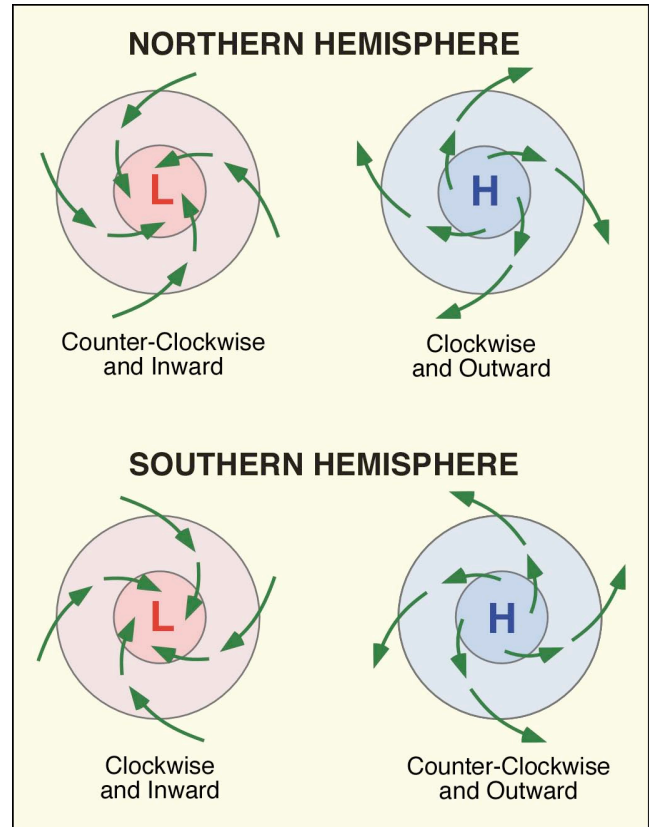 NORTHERN HEMISPHERE
L
H
Counter-Clockwise
and Inward
Clockwise
and Outward
SOUTHERN HEMISPHERE
L
H
Clockwise
and Inward
Counter-Clockwise
and Outward